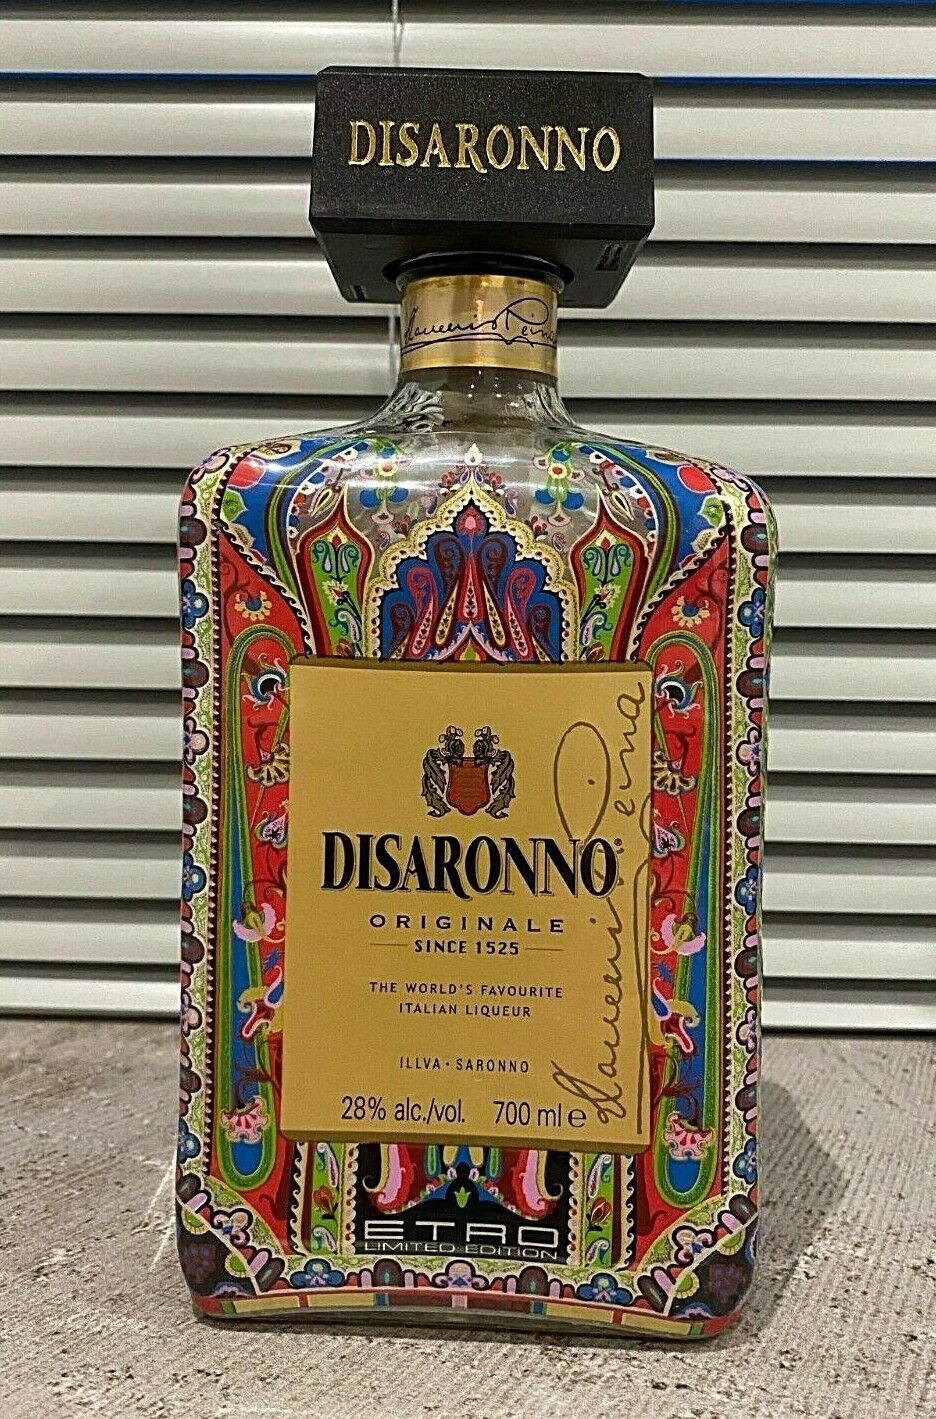 DISARONNO
DISARONNO
ORIGINALE
SINCE 1525
THE WORLD'S FAVOURITE
ITALIAN LIQUEUR
ILLVA · SARONNO
28% alc./vol. 700 ml e
ETRO
LIMITED EDITION